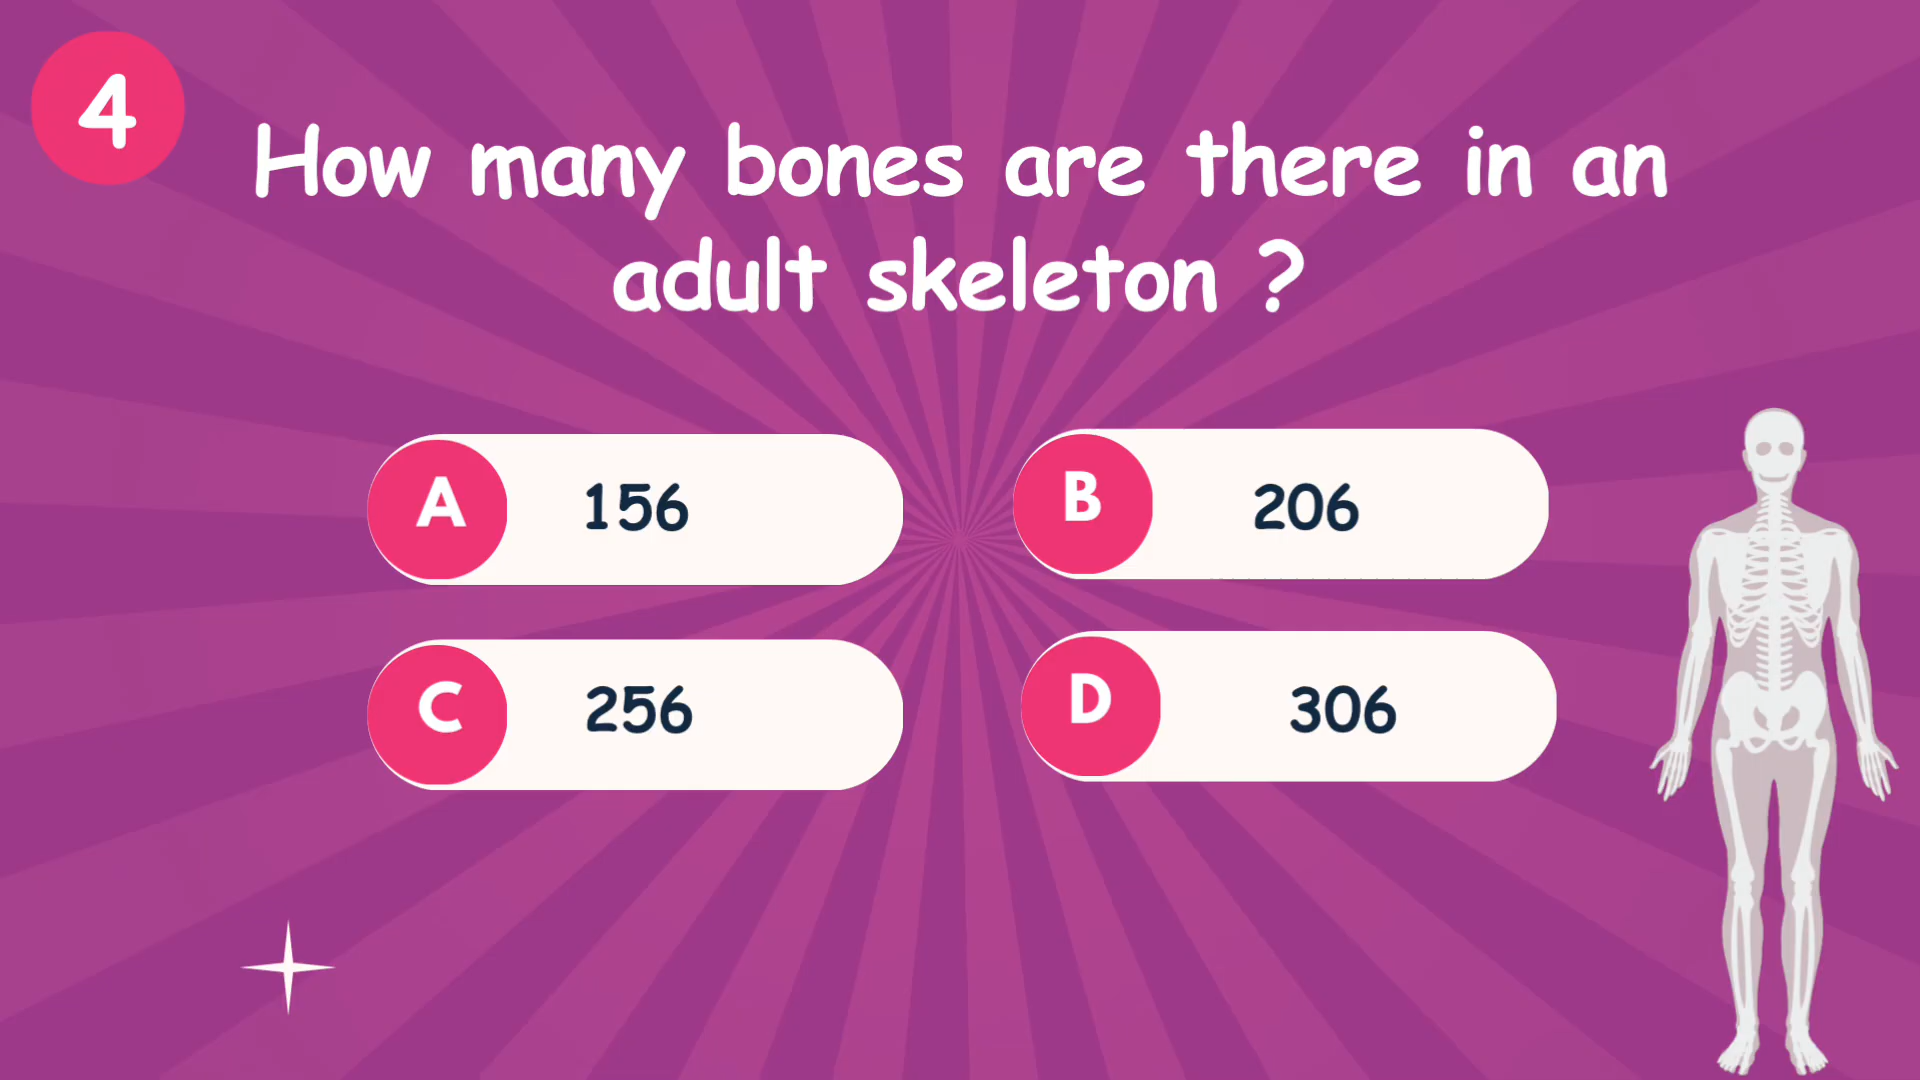 4
How many bones are there in an
adult skeleton ?
A 156
B 206
C 256
D 306